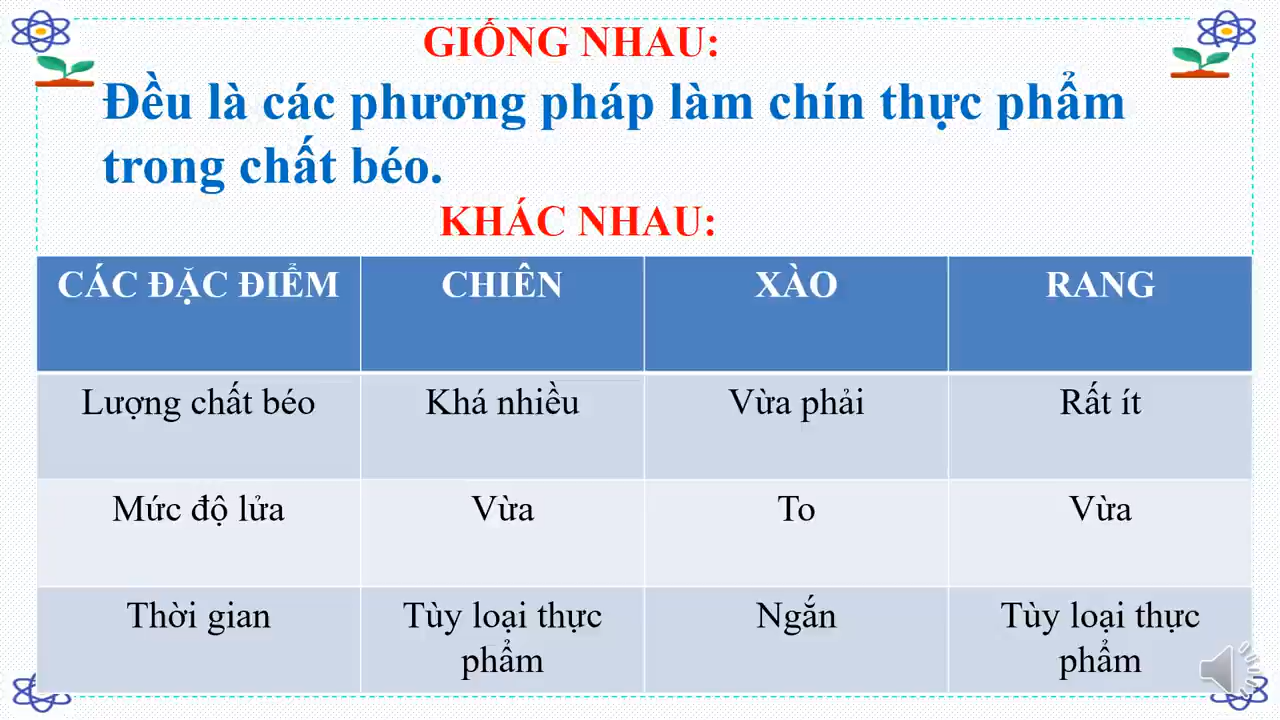 GIỐNG NHAU:
Đều là các phương pháp làm chín thực phẩm
trong chất béo.
KHÁC NHAU:
CÁC ĐẶC ĐIỂM CHIÊN XÀO RANG
Lượng chất béo Khá nhiều Vừa phải Rất ít
Mức độ lửa Vừa To Vừa
Thời gian Tùy loại thực Ngắn Tùy loại thực
phẩm phẩm